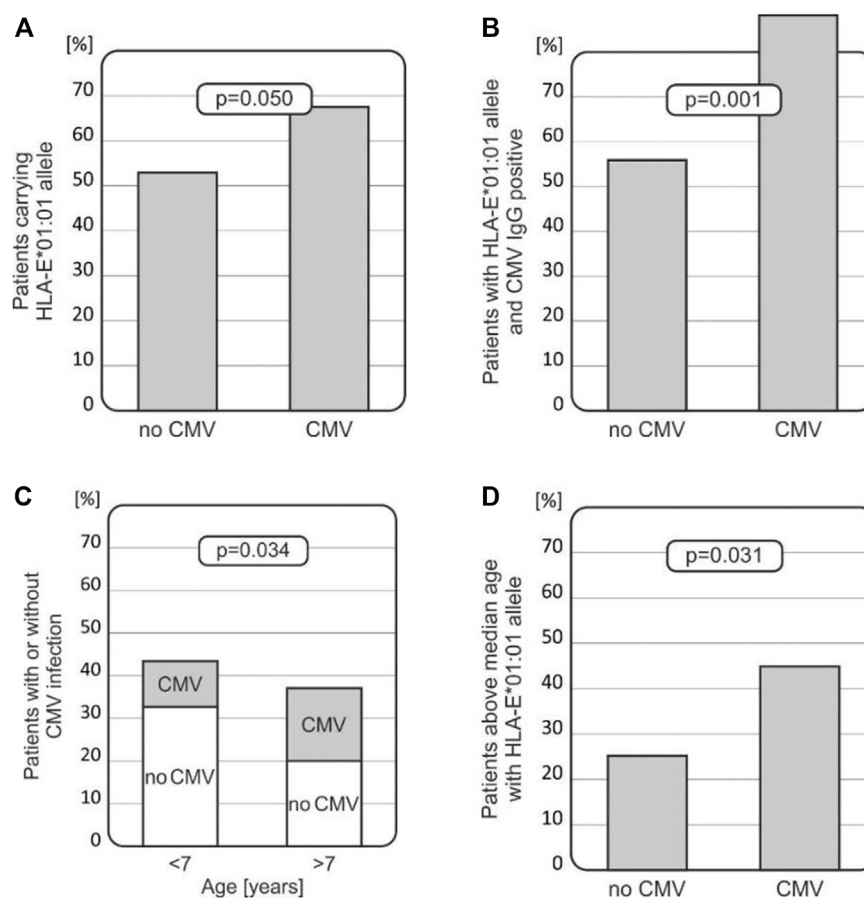 A
[%]
70
60
50
40
30
20
10
0
p=0.050
Patients carrying
HLA-E*01:01 allele
no CMV
CMV
B
[%]
70
60
50
40
30
20
10
0
p=0.001
Patients with HLA-E*01:01 allele
and CMV IgG positive
no CMV
CMV
C
[%]
70
60
50
40
30
20
10
0
p=0.034
Patients with or without
CMV infection
CMV
no CMV
CMV
no CMV
<7
>7
Age [years]
D
[%]
70
60
50
40
30
20
10
0
p=0.031
Patients above median age
with HLA-E*01:01 allele
no CMV
CMV